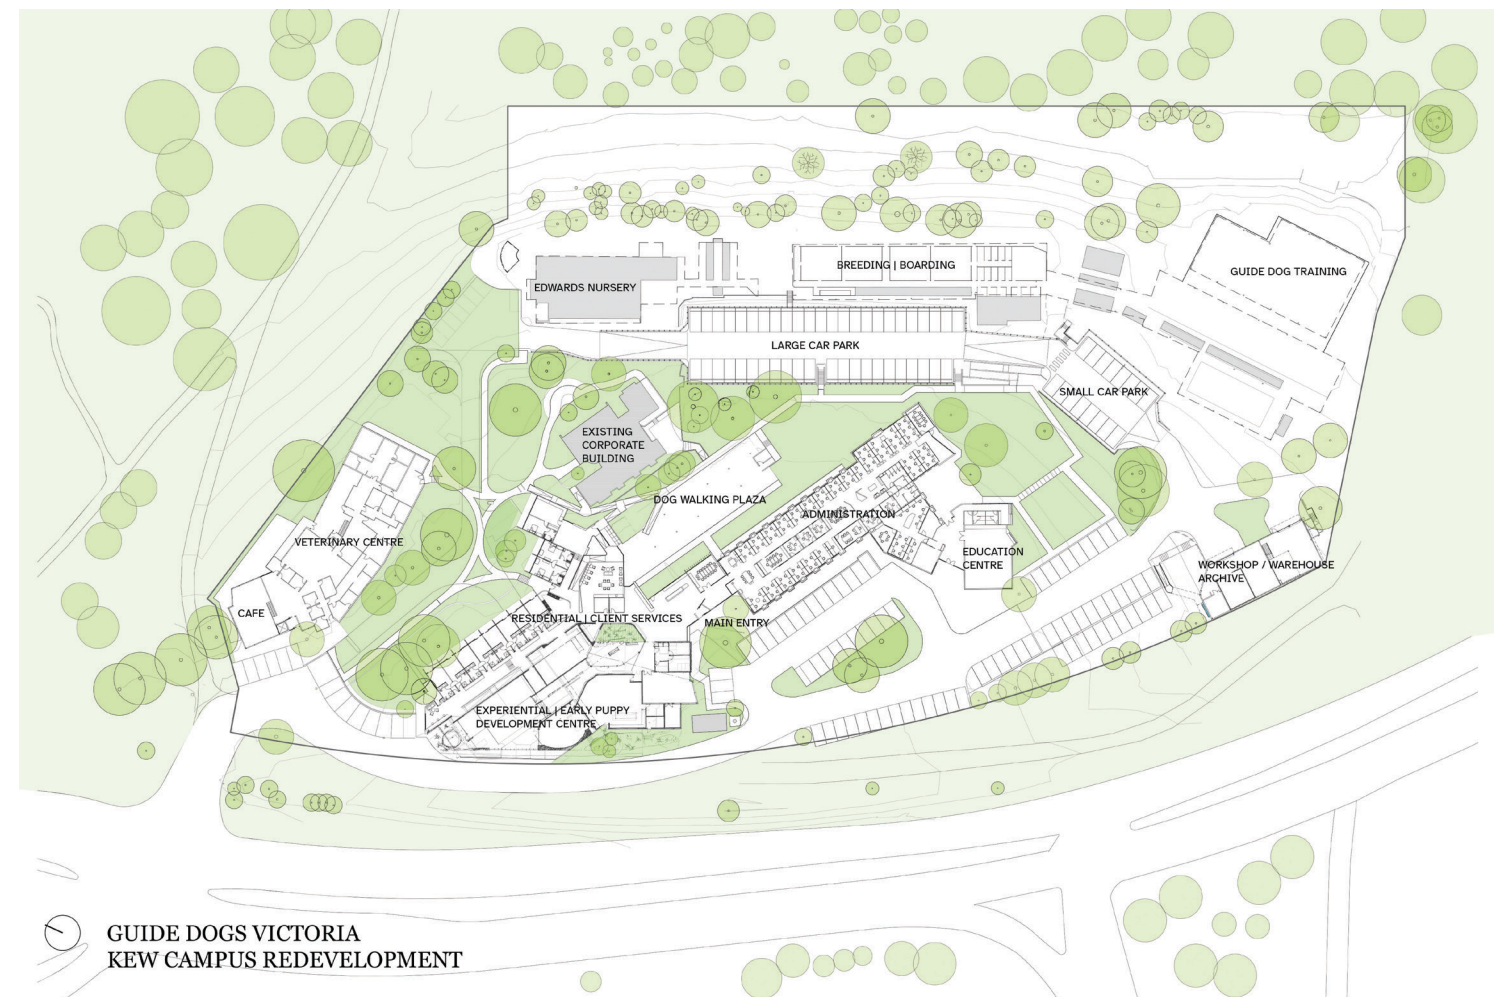 BREEDING | BOARDING
GUIDE DOG TRAINING
EDWARDS NURSERY
LARGE CAR PARK
SMALL CAR PARK
EXISTING
CORPORATE
BUILDING
DOG WALKING PLAZA
ADMINISTRATION
VETERINARY CENTRE
EDUCATION
CENTRE
WORKSHOP / WAREHOUSE
ARCHIVE
CAFE
RESIDENTIAL | CLIENT SERVICES
MAIN ENTRY
EXPERIENTIAL | EARLY PUPPY
DEVELOPMENT CENTRE
GUIDE DOGS VICTORIA
KEW CAMPUS REDEVELOPMENT